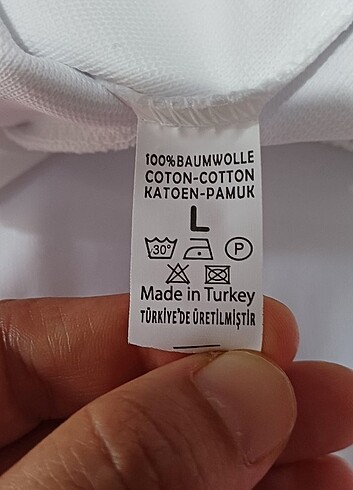 100%BAUMWOLLE
COTON-COTTON
KATOEN-PAMUK
L
30° P
Made in Turkey
TÜRKİYE'DE ÜRETİLMİŞTİR